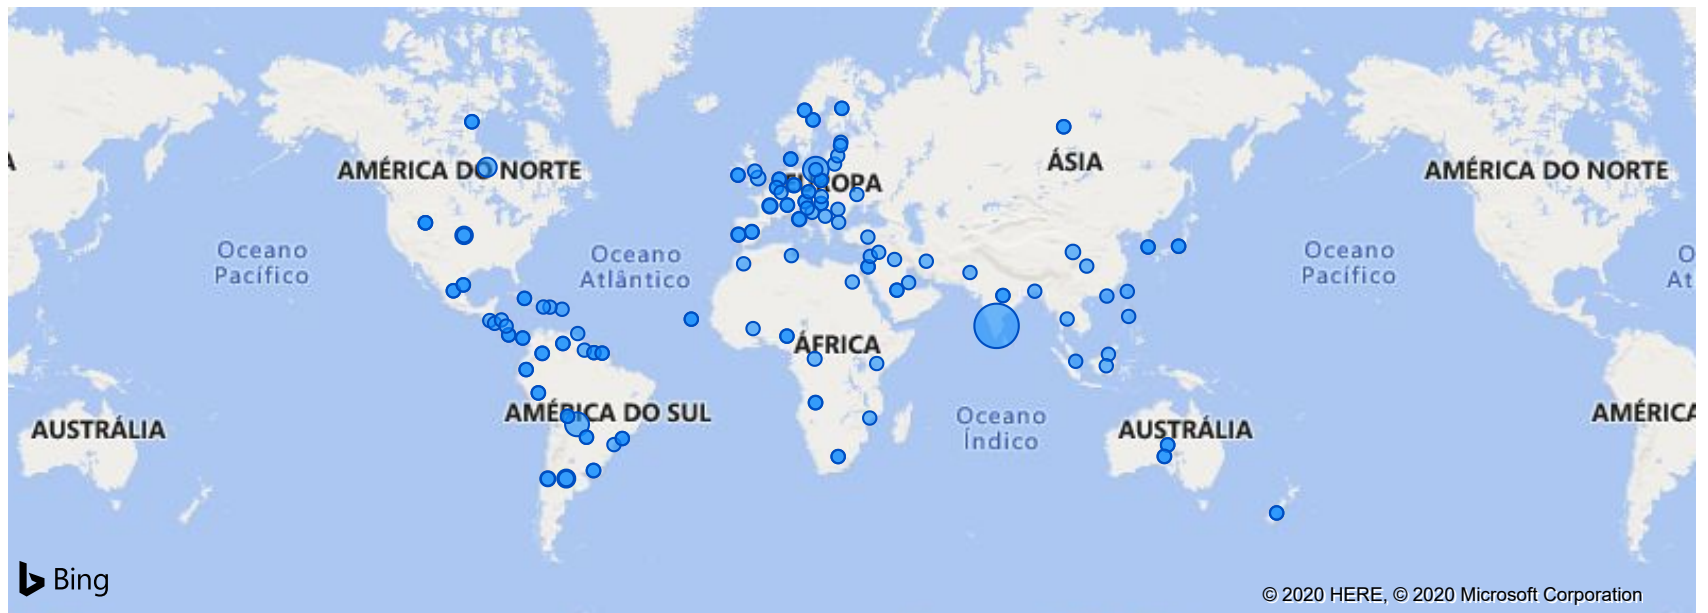 AMÉRICA DO NORTE
EUROPA
ÁSIA
AMÉRICA DO NORTE
Oceano
Pacífico
Oceano
Atlântico
Oceano
Pacífico
ÁFRICA
AMÉRICA DO SUL
AUSTRÁLIA
Oceano
Índico
AUSTRÁLIA
AMÉRICA
Bing
© 2020 HERE, © 2020 Microsoft Corporation